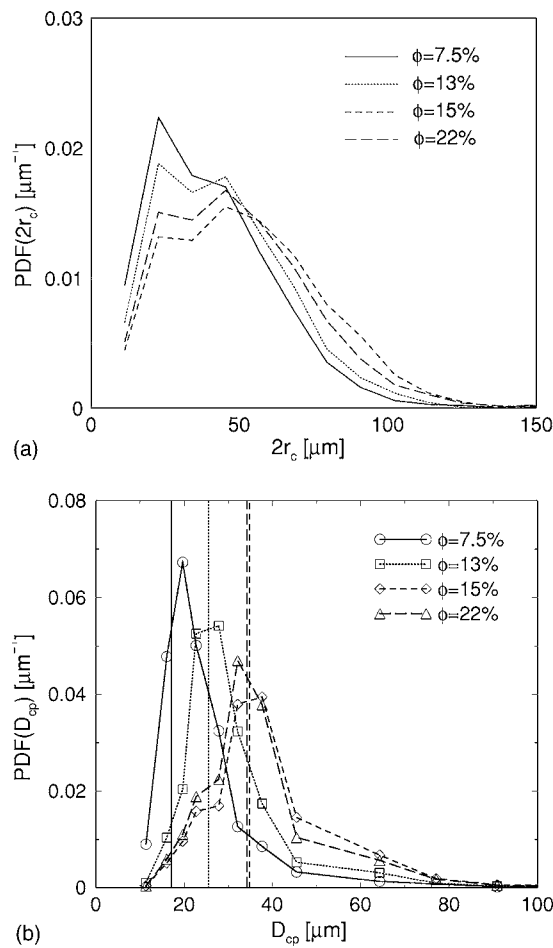 0.03
0.02
0.01
0
PDF(2r_c) [μm⁻¹]
ϕ=7.5%
ϕ=13%
ϕ=15%
ϕ=22%
0 50 100 150
2r_c [μm]
(a)
0.08
0.06
0.04
0.02
0
PDF(D_cp) [μm⁻¹]
ϕ=7.5%
ϕ=13%
ϕ=15%
ϕ=22%
0 20 40 60 80 100
D_cp [μm]
(b)